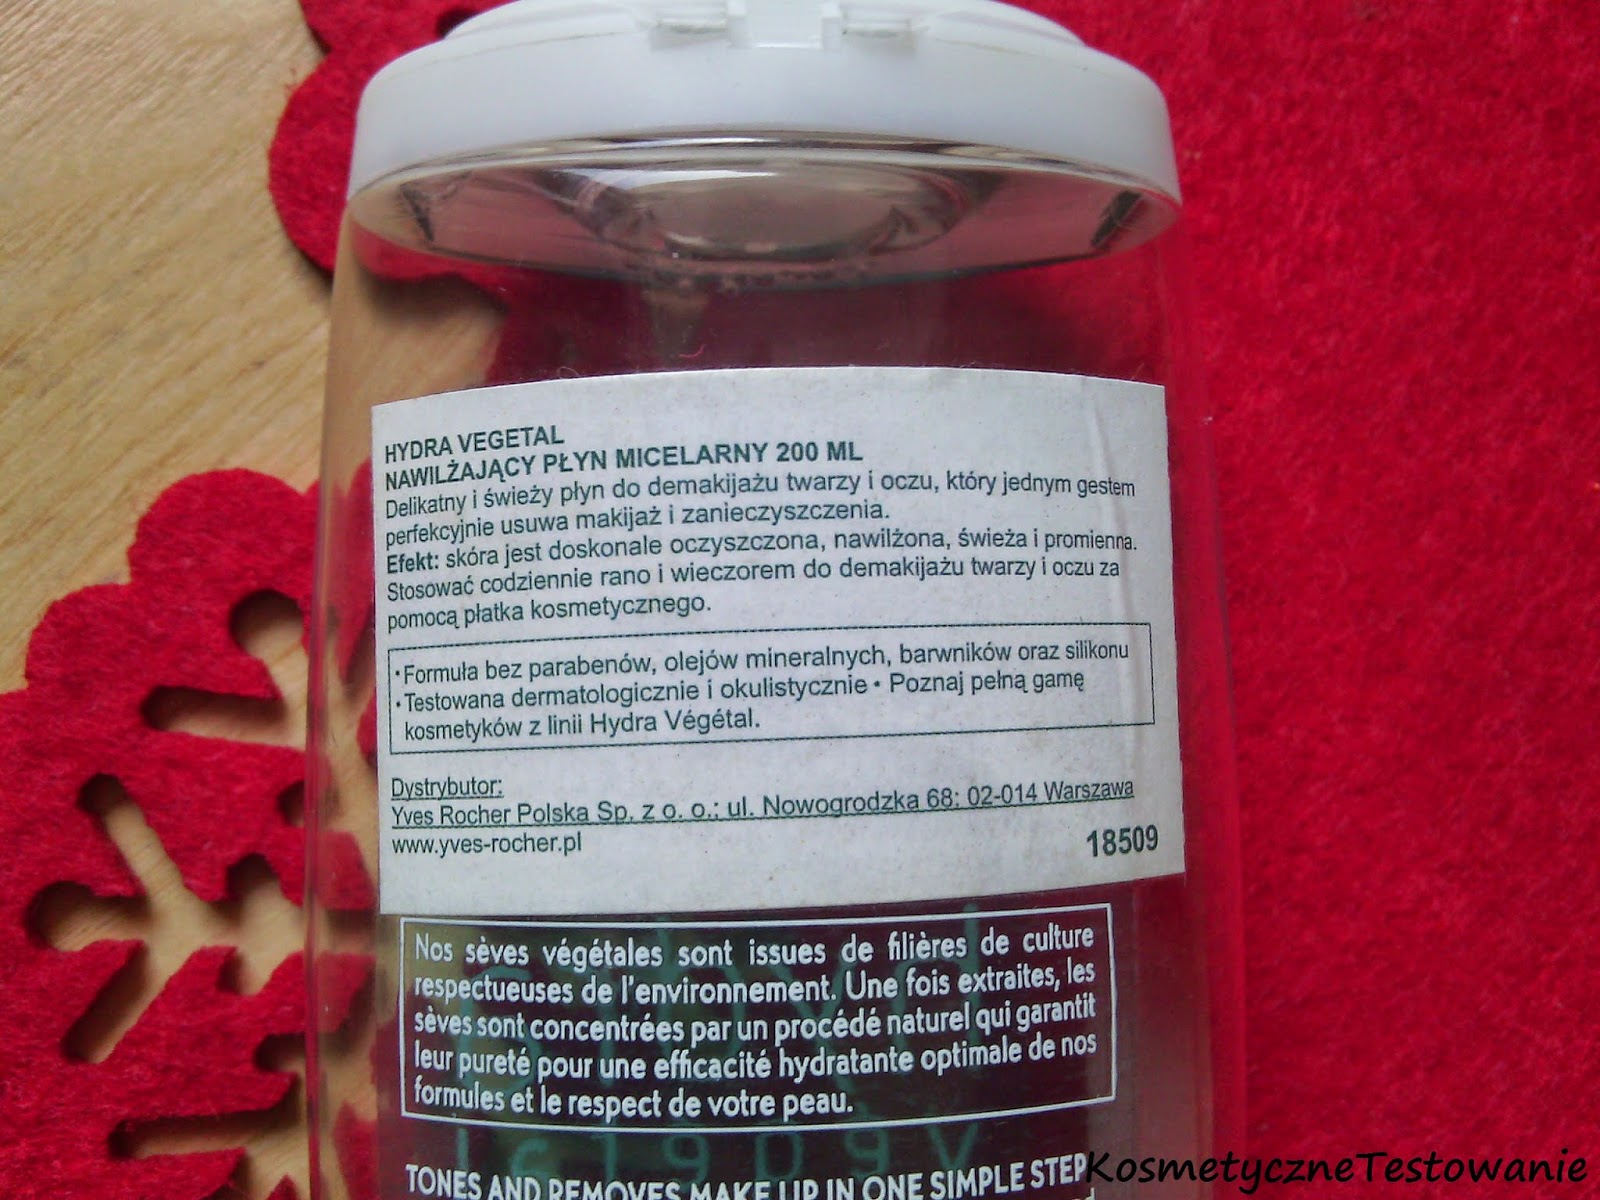 HYDRA VEGETAL
NAWILŻAJĄCY PŁYN MICELARNY 200 ML
Delikatny i świeży płyn do demakijażu twarzy i oczu, który jednym gestem
perfekcyjnie usuwa makijaż i zanieczyszczenia.
Efekt: skóra jest doskonale oczyszczona, nawilżona, świeża i promienna.
Stosować codziennie rano i wieczorem do demakijażu twarzy i oczu za
pomocą płatka kosmetycznego.
• Formuła bez parabenów, olejów mineralnych, barwników oraz silikonu
• Testowana dermatologicznie i okulistycznie • Poznaj pełną gamę
kosmetyków z linii Hydra Végétal.
Dystrybutor:
Yves Rocher Polska Sp. z o. o.; ul. Nowogrodzka 68; 02-014 Warszawa
www.yves-rocher.pl
18509
Nos sèves végétales sont issues de filières de culture
respectueuses de l'environnement. Une fois extraites, les
sèves sont concentrées par un procédé naturel qui garantit
leur pureté pour une efficacité hydratante optimale de nos
formules et le respect de votre peau.
TONES AND REMOVES MAKE UP IN ONE SIMPLE STEP
KosmetyczneTestowanie